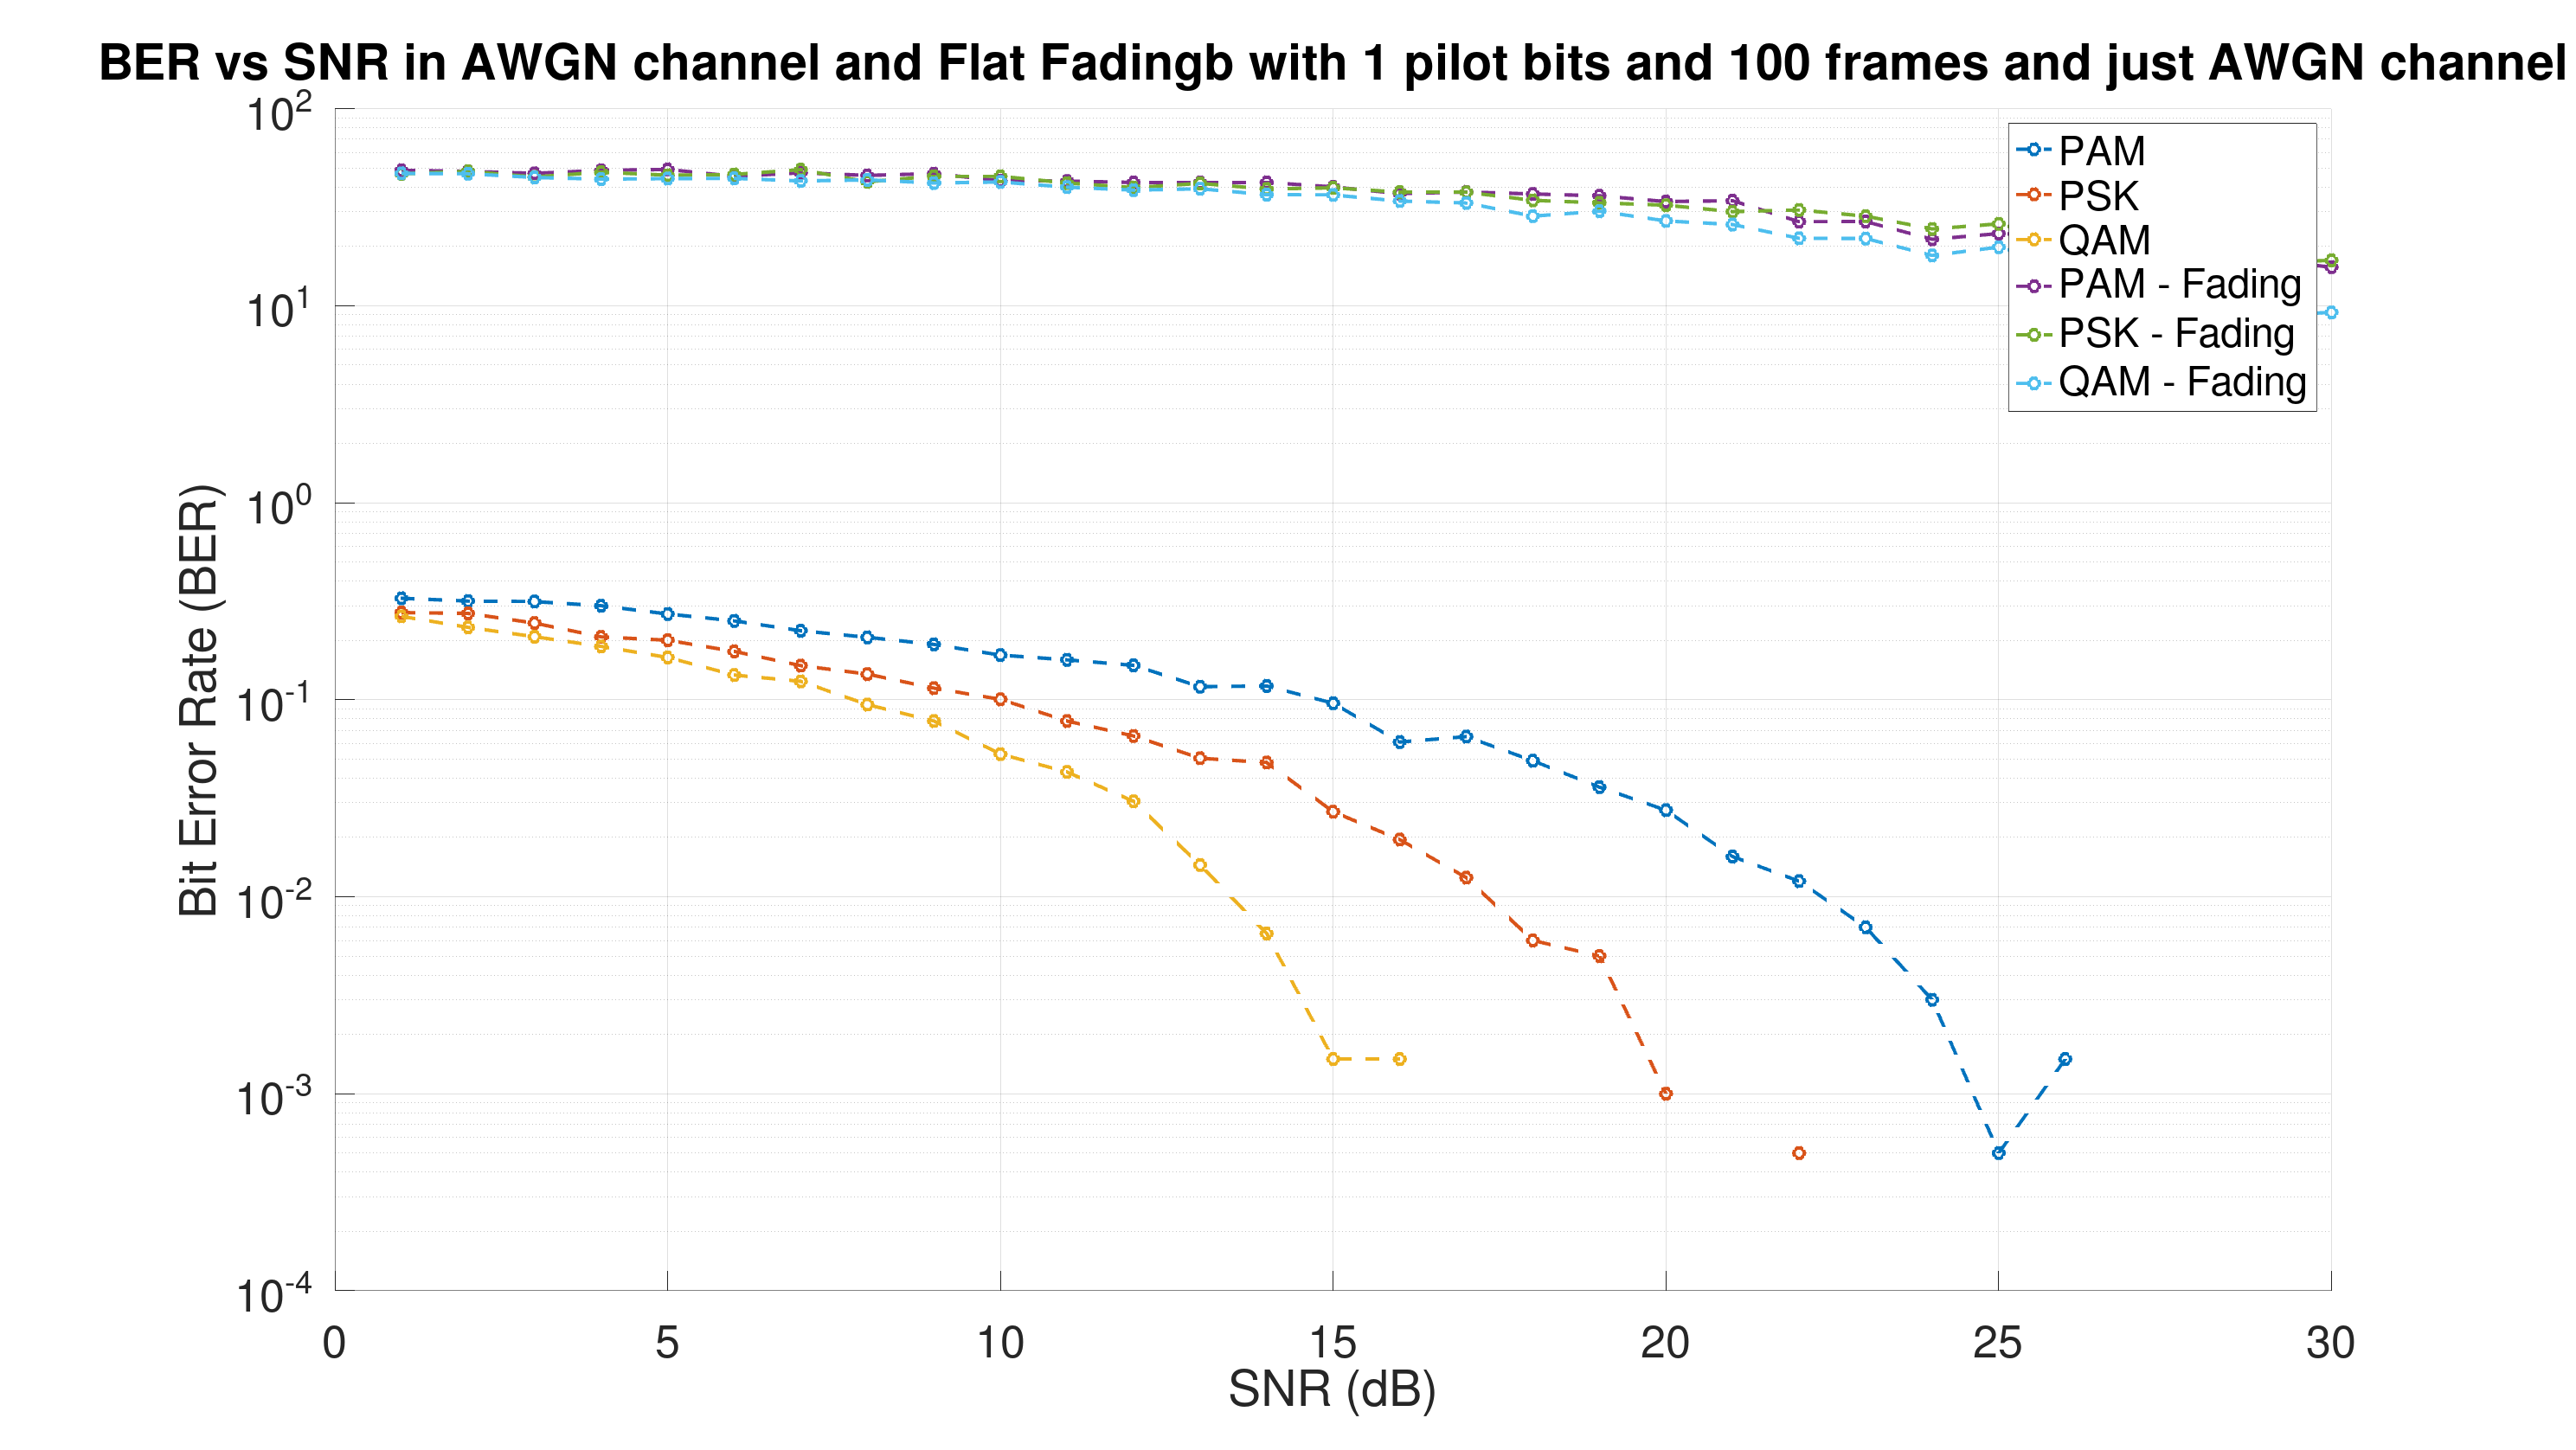 BER vs SNR in AWGN channel and Flat Fadingb with 1 pilot bits and 100 frames and just AWGN channel
10^2
10^1
10^0
10^-1
10^-2
10^-3
10^-4
Bit Error Rate (BER)
PAM
PSK
QAM
PAM - Fading
PSK - Fading
QAM - Fading
0 5 10 15 20 25 30
SNR (dB)